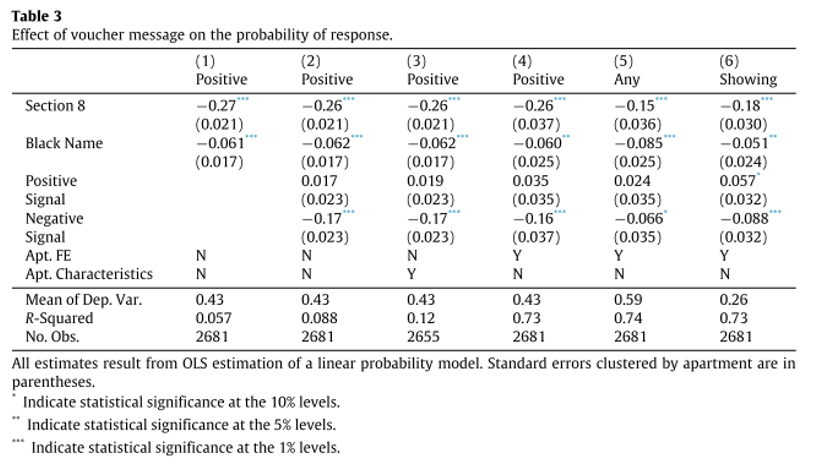 Table 3
Effect of voucher message on the probability of response.
(1) (2) (3) (4) (5) (6)
Positive Positive Positive Positive Any Showing
Section 8 −0.27*** −0.26*** −0.26*** −0.26*** −0.15*** −0.18***
(0.021) (0.021) (0.021) (0.037) (0.036) (0.030)
Black Name −0.061*** −0.062*** −0.062*** −0.060** −0.085*** −0.051**
(0.017) (0.017) (0.017) (0.025) (0.025) (0.024)
Positive 0.017 0.019 0.035 0.024 0.057*
Signal (0.023) (0.023) (0.035) (0.035) (0.032)
Negative −0.17*** −0.17*** −0.16*** −0.066* −0.088***
Signal (0.023) (0.023) (0.037) (0.035) (0.032)
Apt. FE N N N Y Y Y
Apt. Characteristics N N Y N N N
Mean of Dep. Var. 0.43 0.43 0.43 0.43 0.59 0.26
R-Squared 0.057 0.088 0.12 0.73 0.74 0.73
No. Obs. 2681 2681 2655 2681 2681 2681
All estimates result from OLS estimation of a linear probability model. Standard errors clustered by apartment are in
parentheses.
* Indicate statistical significance at the 10% levels.
** Indicate statistical significance at the 5% levels.
*** Indicate statistical significance at the 1% levels.